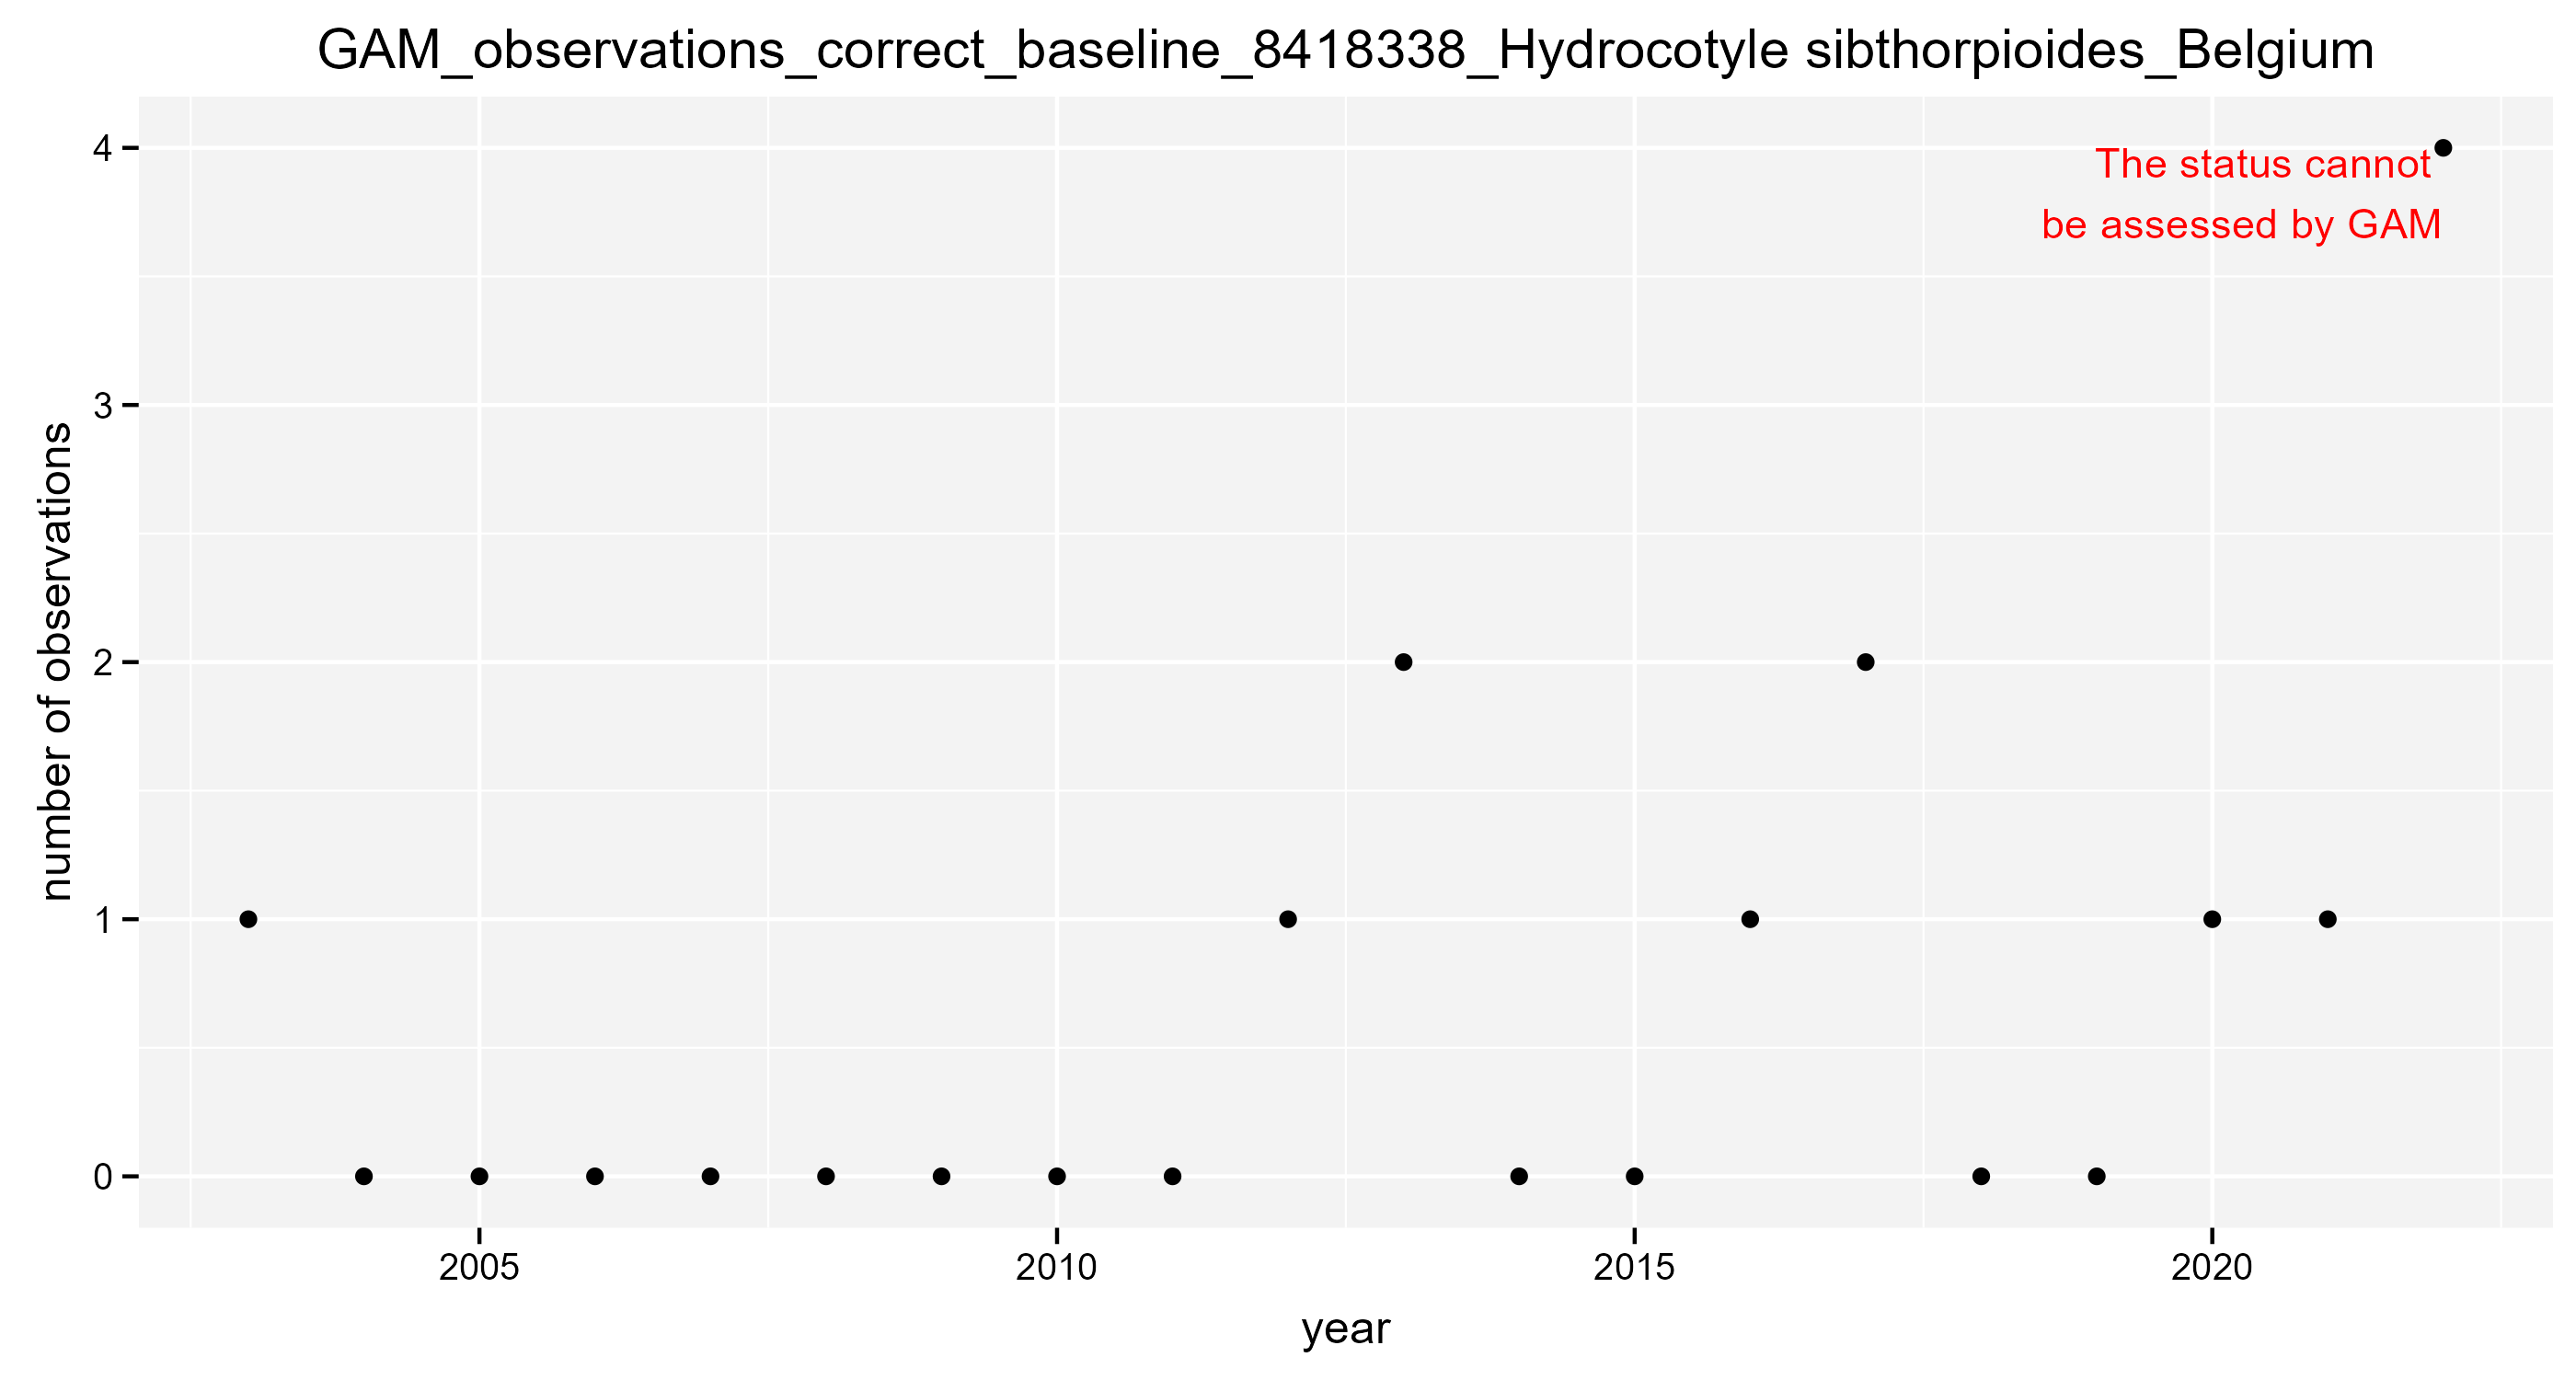 GAM_observations_correct_baseline_8418338_Hydrocotyle sibthorpioides_Belgium
4
The status cannot
be assessed by GAM
3
2
1
0
number of observations
2005
2010
2015
2020
year